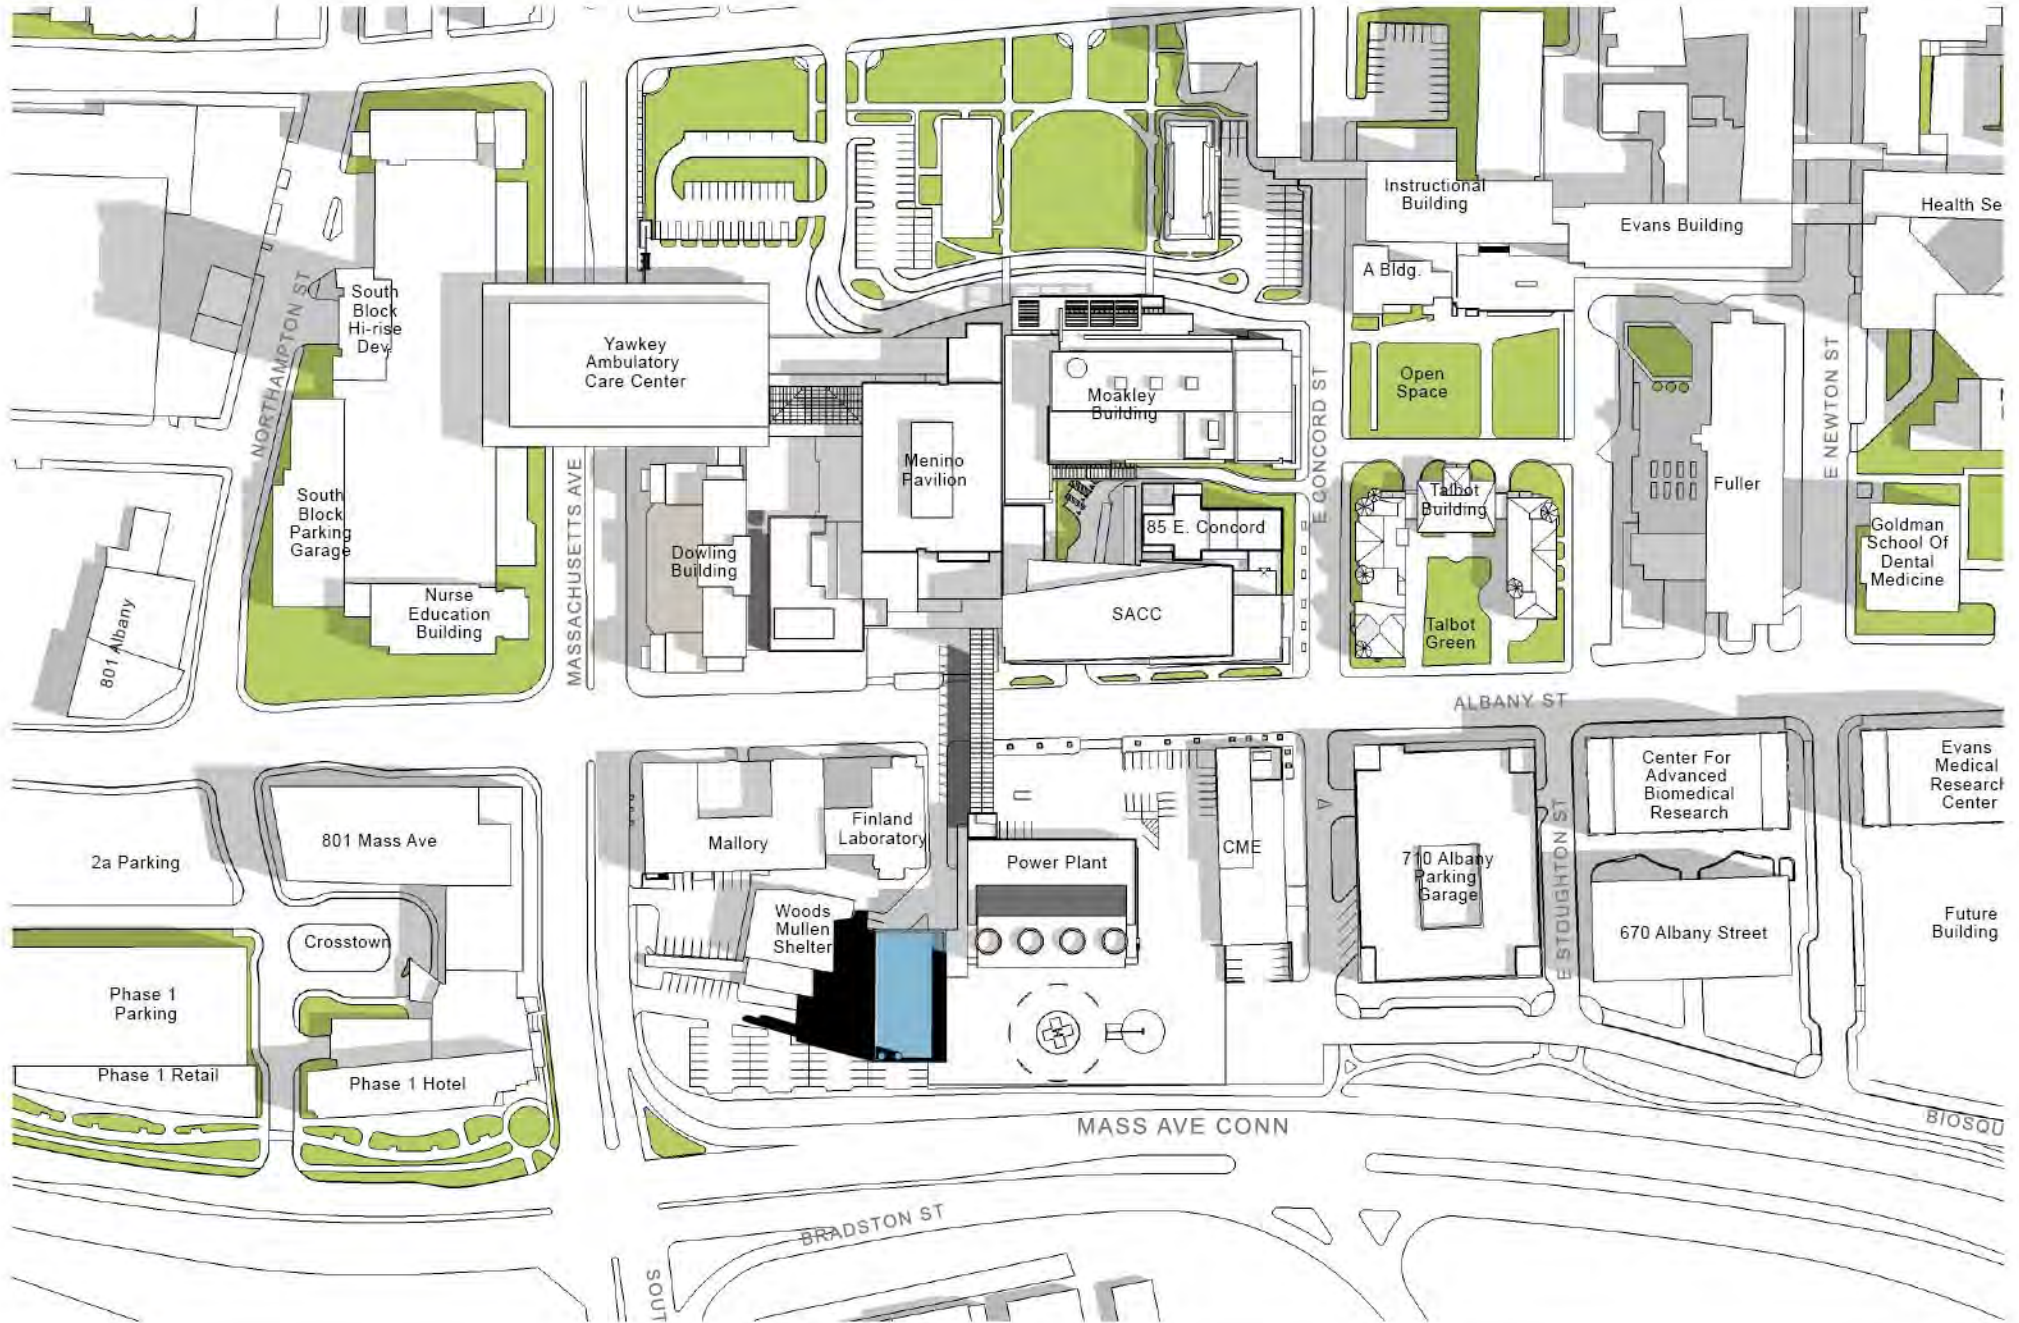 Instructional
Building
Health Se
Evans Building
A Bldg.
NORTHAMPTON ST
South
Block
Hi-rise
Dev.
Yawkey
Ambulatory
Care Center
Moakley
Building
E CONCORD ST
Open
Space
E NEWTON ST
Menino
Pavilion
MASSACHUSETTS AVE
South
Block
Parking
Garage
Dowling
Building
85 E. Concord
Talbot
Building
Fuller
Goldman
School Of
Dental
Medicine
Nurse
Education
Building
SACC
Talbot
Green
801 Albany
ALBANY ST
Center For
Advanced
Biomedical
Research
Evans
Medical
Research
Center
2a Parking
801 Mass Ave
Mallory
Finland
Laboratory
Power Plant
CME
710 Albany
Parking
Garage
E STOUGHTON ST
Crosstown
Woods
Mullen
Shelter
670 Albany Street
Future
Building
Phase 1
Parking
Phase 1 Retail
Phase 1 Hotel
MASS AVE CONN
BIOSQU
BRADSTON ST
SOUT